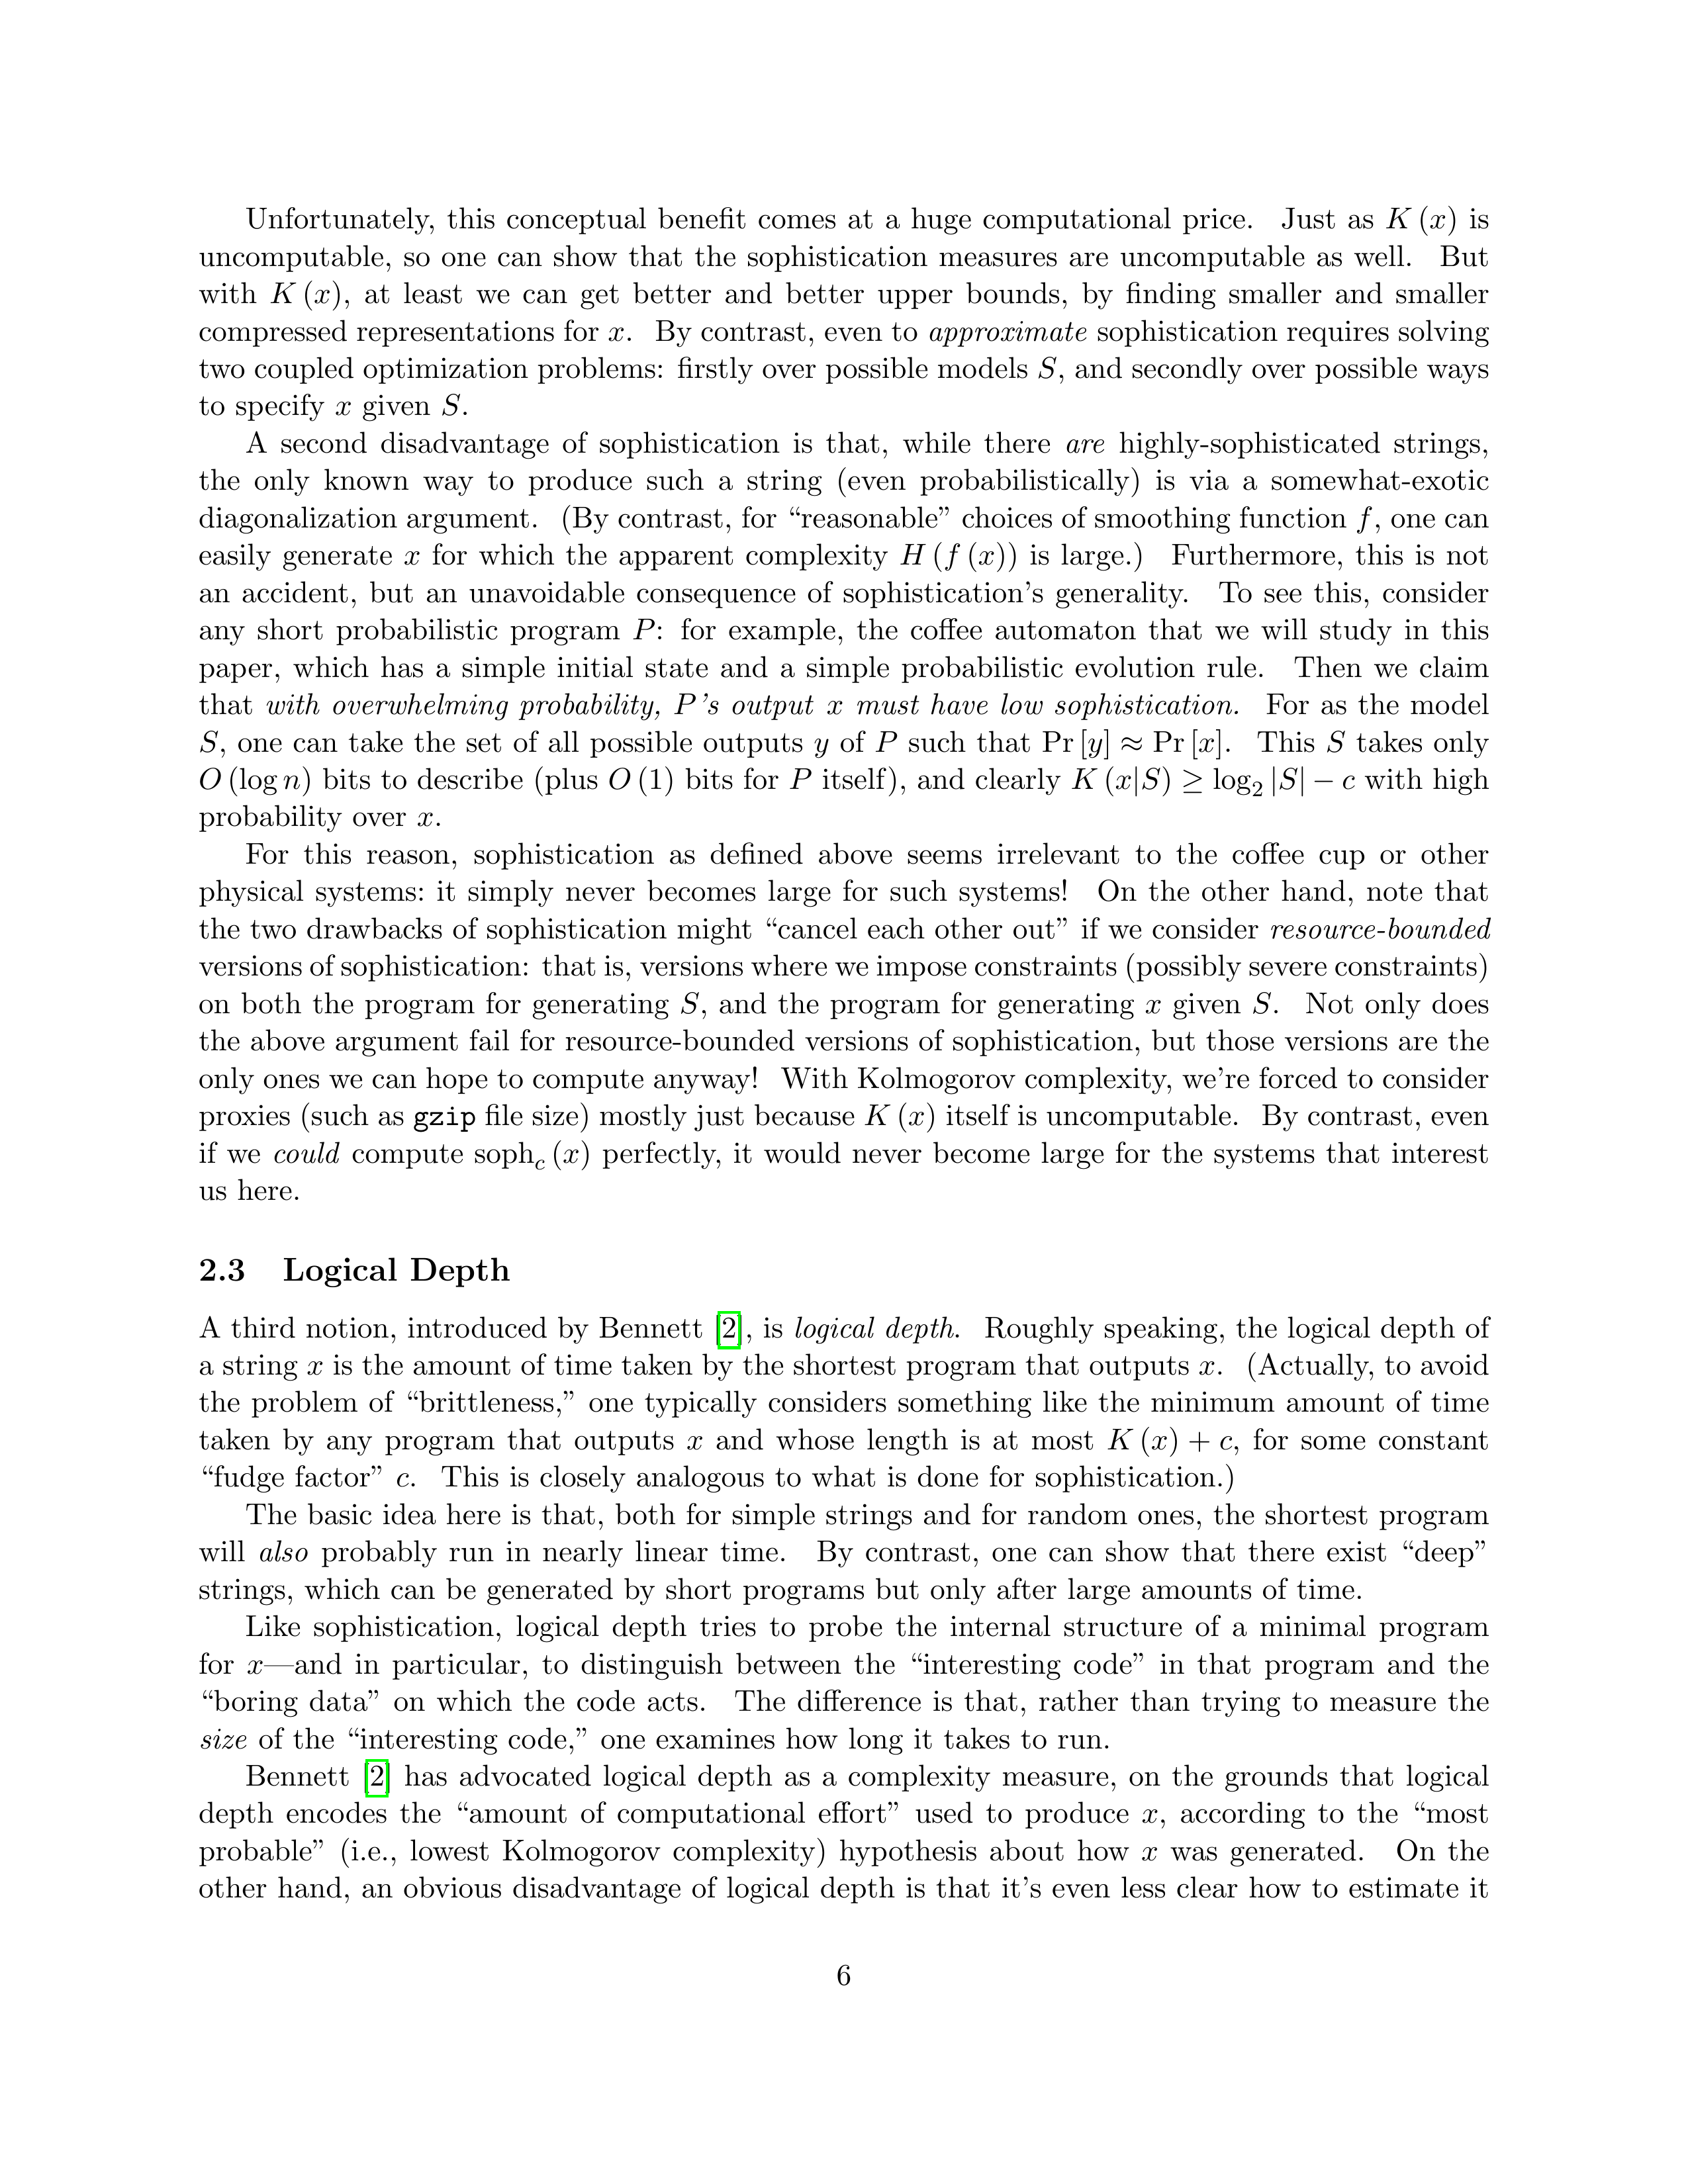 Unfortunately, this conceptual benefit comes at a huge computational price. Just as K (x) is
uncomputable, so one can show that the sophistication measures are uncomputable as well. But
with K (x), at least we can get better and better upper bounds, by finding smaller and smaller
compressed representations for x. By contrast, even to approximate sophistication requires solving
two coupled optimization problems: firstly over possible models S, and secondly over possible ways
to specify x given S.
A second disadvantage of sophistication is that, while there are highly-sophisticated strings,
the only known way to produce such a string (even probabilistically) is via a somewhat-exotic
diagonalization argument. (By contrast, for “reasonable” choices of smoothing function f, one can
easily generate x for which the apparent complexity H (f (x)) is large.) Furthermore, this is not
an accident, but an unavoidable consequence of sophistication’s generality. To see this, consider
any short probabilistic program P: for example, the coffee automaton that we will study in this
paper, which has a simple initial state and a simple probabilistic evolution rule. Then we claim
that with overwhelming probability, P’s output x must have low sophistication. For as the model
S, one can take the set of all possible outputs y of P such that Pr [y] ≈ Pr [x]. This S takes only
O (log n) bits to describe (plus O (1) bits for P itself), and clearly K (x|S) ≥ log₂ |S| − c with high
probability over x.
For this reason, sophistication as defined above seems irrelevant to the coffee cup or other
physical systems: it simply never becomes large for such systems! On the other hand, note that
the two drawbacks of sophistication might “cancel each other out” if we consider resource-bounded
versions of sophistication: that is, versions where we impose constraints (possibly severe constraints)
on both the program for generating S, and the program for generating x given S. Not only does
the above argument fail for resource-bounded versions of sophistication, but those versions are the
only ones we can hope to compute anyway! With Kolmogorov complexity, we’re forced to consider
proxies (such as gzip file size) mostly just because K (x) itself is uncomputable. By contrast, even
if we could compute soph_c (x) perfectly, it would never become large for the systems that interest
us here.
2.3 Logical Depth
A third notion, introduced by Bennett [2], is logical depth. Roughly speaking, the logical depth of
a string x is the amount of time taken by the shortest program that outputs x. (Actually, to avoid
the problem of “brittleness,” one typically considers something like the minimum amount of time
taken by any program that outputs x and whose length is at most K (x) + c, for some constant
“fudge factor” c. This is closely analogous to what is done for sophistication.)
The basic idea here is that, both for simple strings and for random ones, the shortest program
will also probably run in nearly linear time. By contrast, one can show that there exist “deep”
strings, which can be generated by short programs but only after large amounts of time.
Like sophistication, logical depth tries to probe the internal structure of a minimal program
for x—and in particular, to distinguish between the “interesting code” in that program and the
“boring data” on which the code acts. The difference is that, rather than trying to measure the
size of the “interesting code,” one examines how long it takes to run.
Bennett [2] has advocated logical depth as a complexity measure, on the grounds that logical
depth encodes the “amount of computational effort” used to produce x, according to the “most
probable” (i.e., lowest Kolmogorov complexity) hypothesis about how x was generated. On the
other hand, an obvious disadvantage of logical depth is that it’s even less clear how to estimate it
6